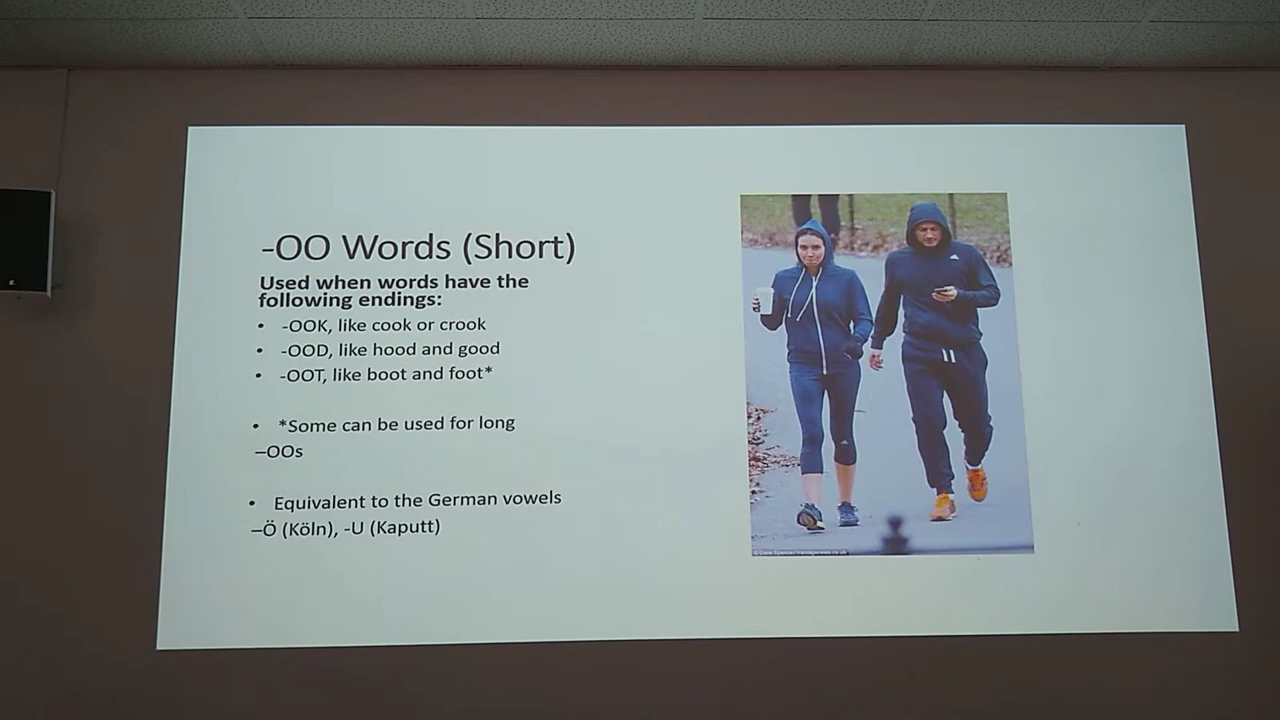 -OO Words (Short)
Used when words have the
following endings:
• -OOK, like cook or crook
• -OOD, like hood and good
• -OOT, like boot and foot*
• *Some can be used for long
–OOs
• Equivalent to the German vowels
–Ö (Köln), -U (Kaputt)